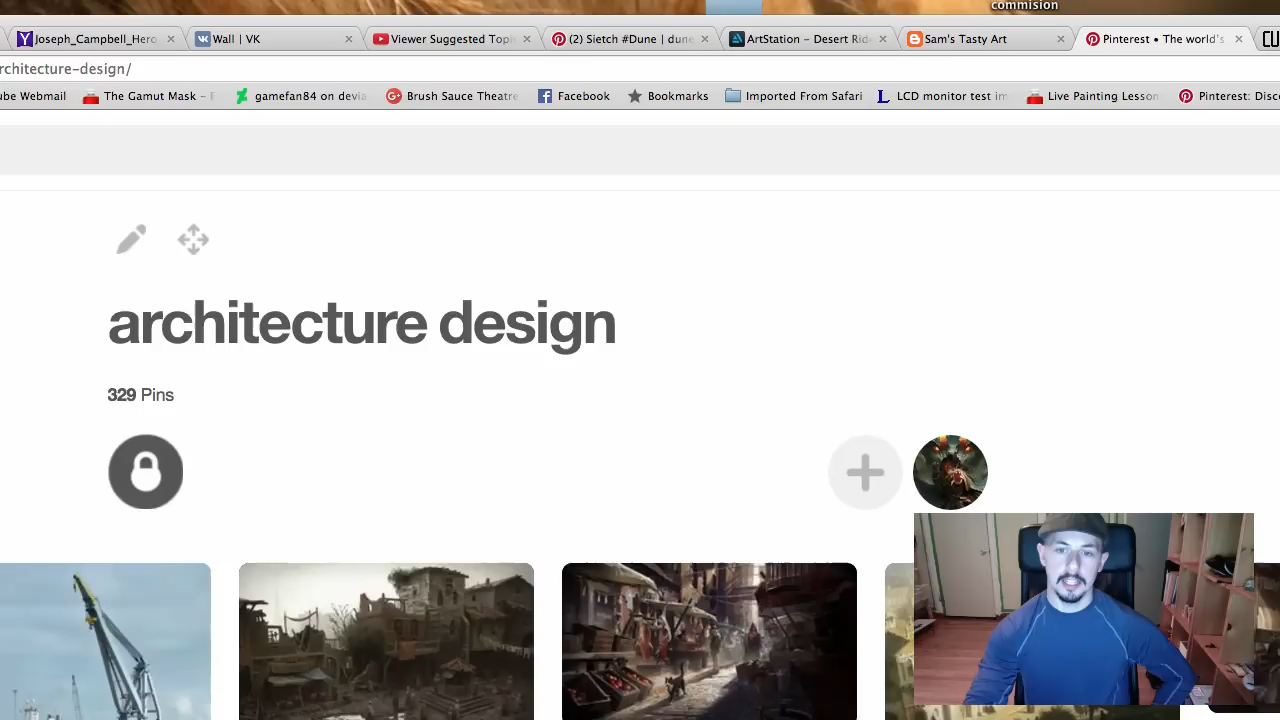 commision
Joseph_Campbell_Hero
Wall | VK
Viewer Suggested Topi
(2) Sietch #Dune | dune
ArtStation - Desert Ride
Sam's Tasty Art
Pinterest • The world's
rchitecture-design/
ube Webmail
The Gamut Mask -
gamefan84 on devia
Brush Sauce Theatre
Facebook
Bookmarks
Imported From Safari
LCD monitor test im
Live Painting Lesson
Pinterest: Disc
architecture design
329 Pins